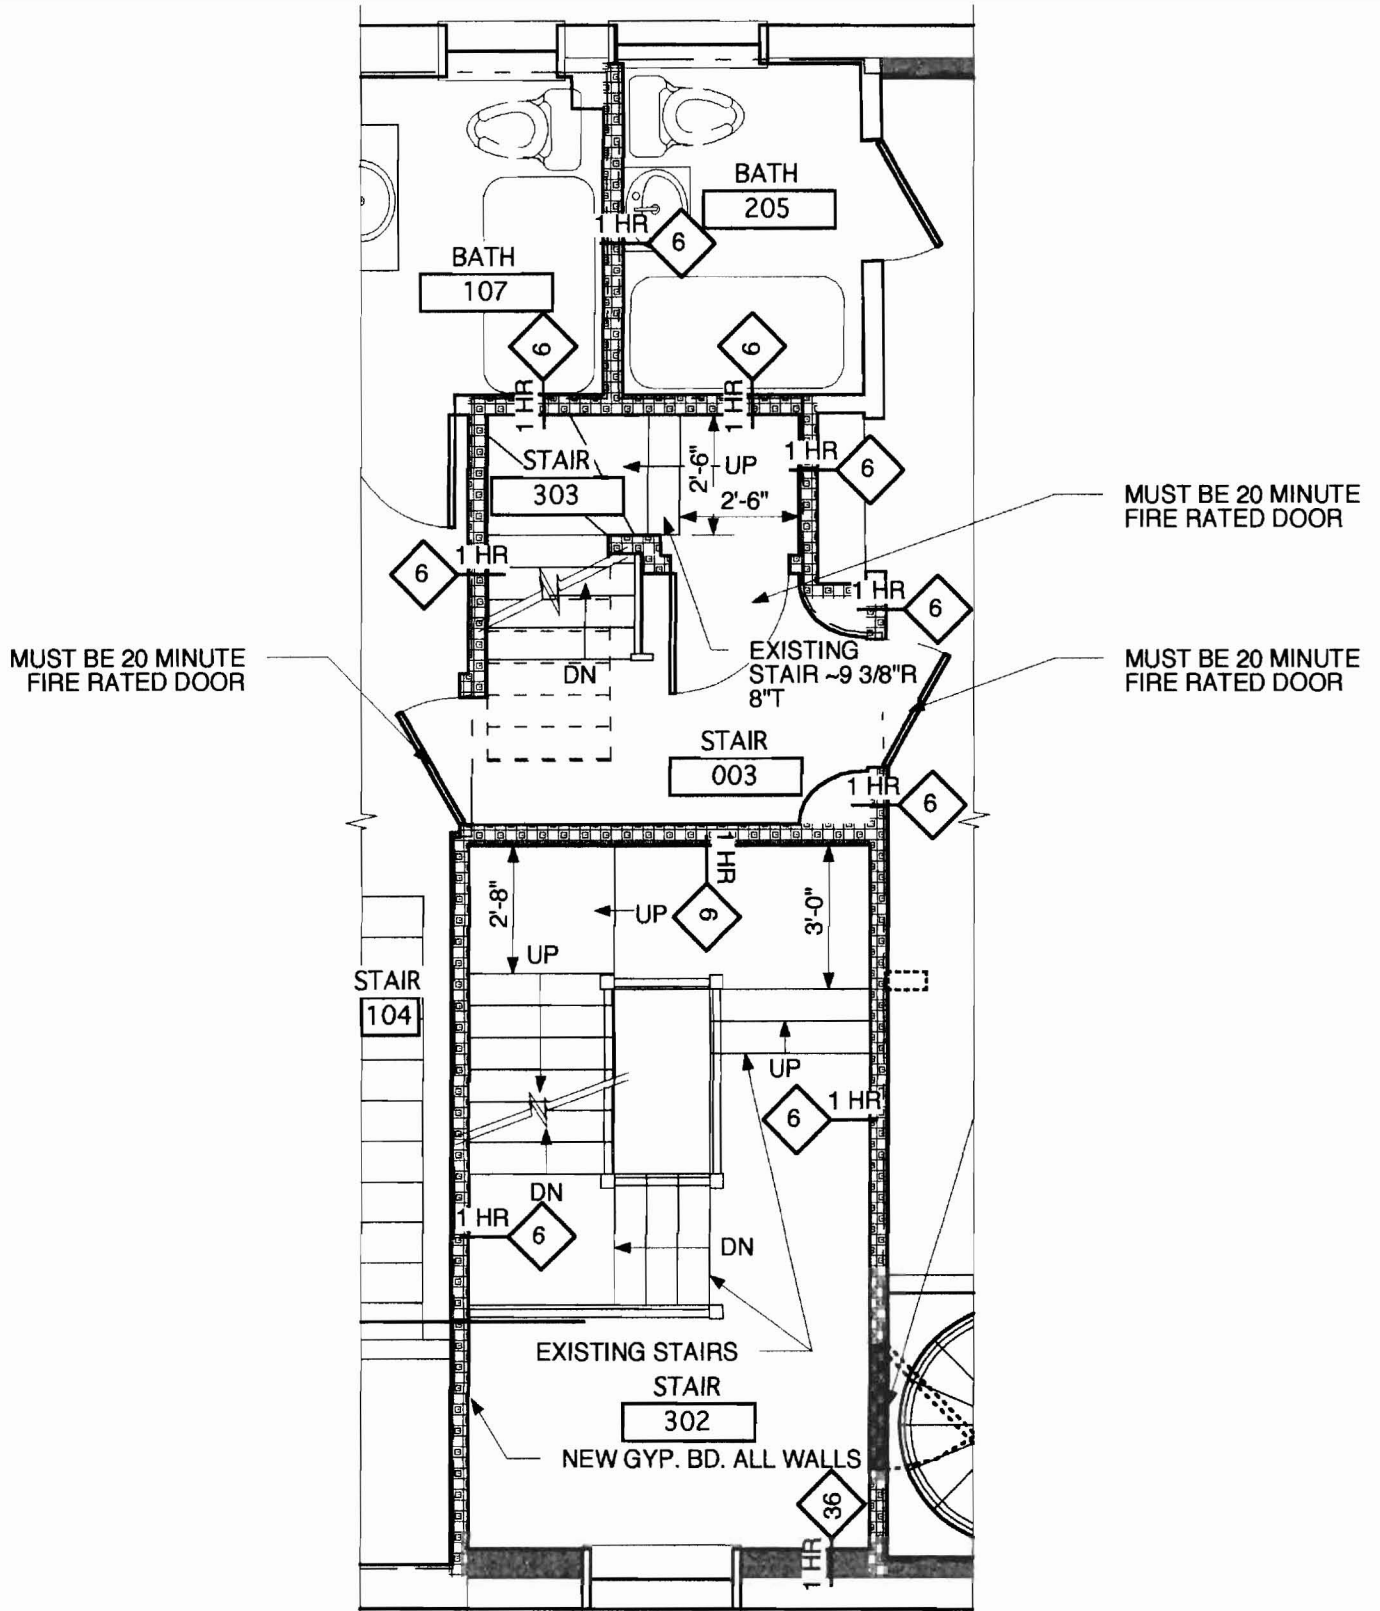 BATH
205
1 HR
6
BATH
107
6
1 HR
6
1 HR
STAIR
303
UP
2'-6"
2'-6"
1 HR
6
MUST BE 20 MINUTE
FIRE RATED DOOR
1 HR
6
1 HR
6
MUST BE 20 MINUTE
FIRE RATED DOOR
DN
EXISTING
STAIR ~9 3/8"R
8"T
MUST BE 20 MINUTE
FIRE RATED DOOR
STAIR
003
1 HR
6
1 HR
9
2'-8"
UP
3'-0"
UP
STAIR
104
UP
6
1 HR
DN
1 HR
6
DN
EXISTING STAIRS
STAIR
302
NEW GYP. BD. ALL WALLS
36
1 HR